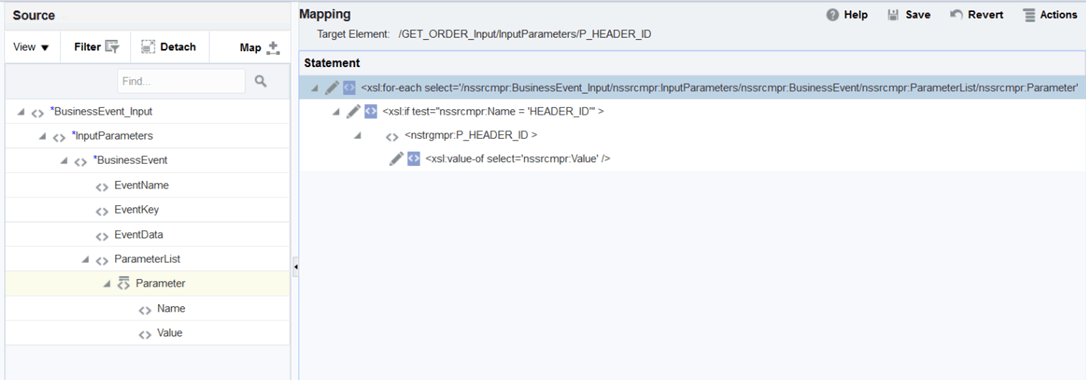 Source
View ▼ Filter Detach Map
Find...
*BusinessEvent_Input
*InputParameters
*BusinessEvent
EventName
EventKey
EventData
ParameterList
Parameter
Name
Value
Mapping
Help Save Revert Actions
Target Element: /GET_ORDER_Input/InputParameters/P_HEADER_ID
Statement
<xsl:for-each select='/nssrcmpr:BusinessEvent_Input/nssrcmpr:InputParameters/nssrcmpr:BusinessEvent/nssrcmpr:ParameterList/nssrcmpr:Parameter'
<xsl:if test="nssrcmpr:Name = 'HEADER_ID'" >
<nstrgmpr:P_HEADER_ID >
<xsl:value-of select='nssrcmpr:Value' />